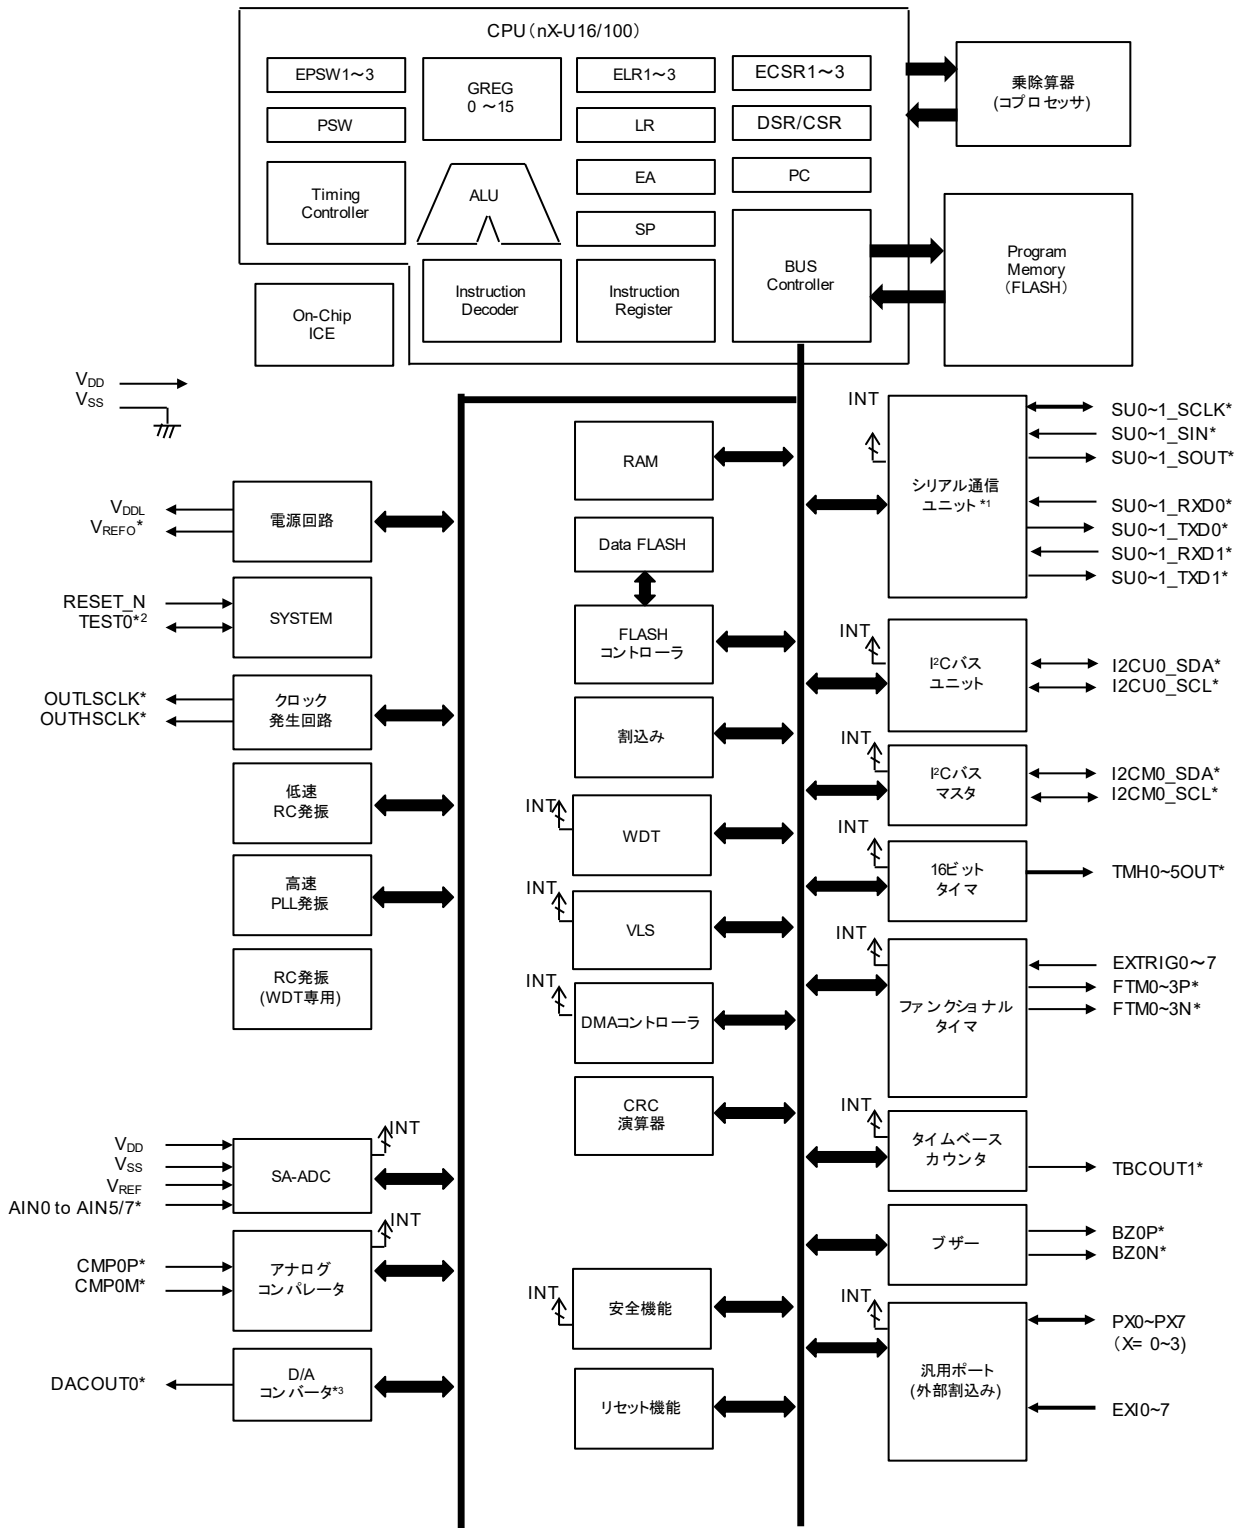 CPU（nX-U16/100）
EPSW1～3
GREG
0 ～15
ELR1～3
ECSR1～3
乗除算器
(コプロセッサ)
PSW
LR
DSR/CSR
Timing
Controller
ALU
EA
PC
SP
BUS
Controller
Program
Memory
（FLASH）
On-Chip
ICE
Instruction
Decoder
Instruction
Register
VDD
VSS
VDDL
VREFO*
電源回路
RESET_N
TEST0*2
SYSTEM
OUTLSCLK*
OUTHSCLK*
クロック
発生回路
低速
RC発振
高速
PLL発振
RC発振
(WDT専用)
VDD
VSS
VREF
AIN0 to AIN5/7*
SA-ADC
INT
CMP0P*
CMP0M*
アナログ
コンパレータ
INT
DACOUT0*
D/A
コンバータ*3
RAM
Data FLASH
FLASH
コントローラ
割込み
INT
WDT
INT
VLS
INT
DMAコントローラ
CRC
演算器
INT
安全機能
リセット機能
INT
シリアル通信
ユニット*1
SU0~1_SCLK*
SU0~1_SIN*
SU0~1_SOUT*
SU0~1_RXD0*
SU0~1_TXD0*
SU0~1_RXD1*
SU0~1_TXD1*
INT
I²Cバス
ユニット
I2CU0_SDA*
I2CU0_SCL*
INT
I²Cバス
マスタ
I2CM0_SDA*
I2CM0_SCL*
INT
16ビット
タイマ
TMH0~5OUT*
INT
ファンクショナル
タイマ
EXTRIG0～7
FTM0~3P*
FTM0~3N*
INT
タイムベース
カウンタ
TBCOUT1*
ブザー
BZ0P*
BZ0N*
INT
汎用ポート
(外部割込み)
PX0~PX7
（X= 0~3）
EXI0~7